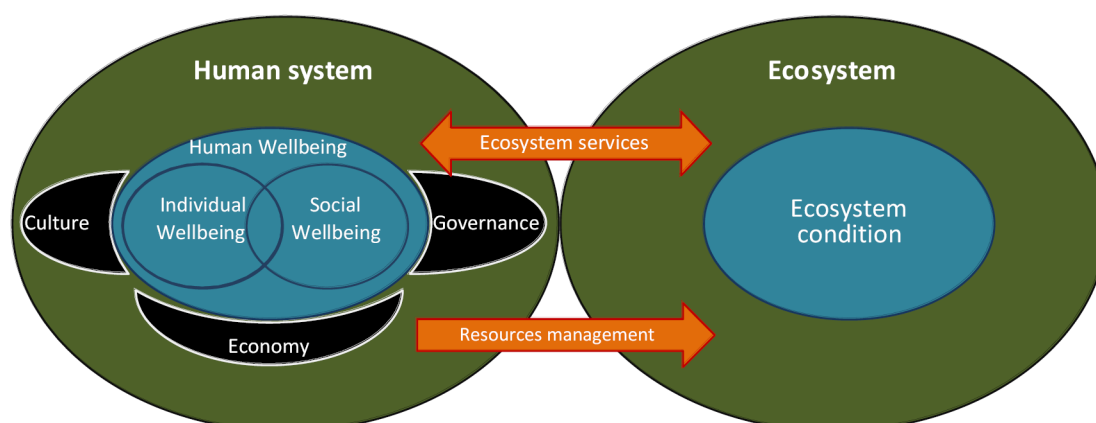 Human system
Ecosystem
Ecosystem services
Human Wellbeing
Individual
Wellbeing
Social
Wellbeing
Culture
Governance
Ecosystem
condition
Resources management
Economy